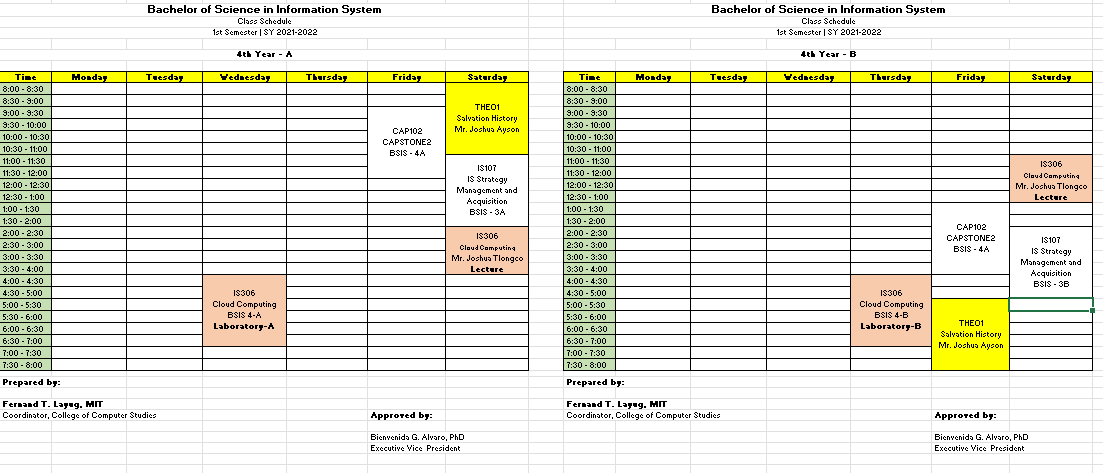 Bachelor of Science in Information System
Class Schedule
1st Semester | SY 2021-2022
4th Year - A
Time Monday Tuesday Wednesday Thursday Friday Saturday
8:00 - 8:30
8:30 - 9:00
9:00 - 9:30
9:30 - 10:00
10:00 - 10:30
10:30 - 11:00
11:00 - 11:30
11:30 - 12:00
12:00 - 12:30
12:30 - 1:00
1:00 - 1:30
1:30 - 2:00
2:00 - 2:30
2:30 - 3:00
3:00 - 3:30
3:30 - 4:00
4:00 - 4:30
4:30 - 5:00
5:00 - 5:30
5:30 - 6:00
6:00 - 6:30
6:30 - 7:00
7:00 - 7:30
7:30 - 8:00
IS306
Cloud Computing
BSIS 4-A
Laboratory-A
CAP102
CAPSTONE2
BSIS - 4A
THEO1
Salvation History
Mr. Joshua Ayson
IS107
IS Strategy
Management and
Acquisition
BSIS - 3A
IS306
Cloud Computing
Mr. Joshua Tiongco
Lecture
Prepared by:
Fernand T. Layug, MIT
Coordinator, College of Computer Studies
Approved by:
Bienvenida G. Alvaro, PhD
Executive Vice President
Bachelor of Science in Information System
Class Schedule
1st Semester | SY 2021-2022
4th Year - B
Time Monday Tuesday Wednesday Thursday Friday Saturday
8:00 - 8:30
8:30 - 9:00
9:00 - 9:30
9:30 - 10:00
10:00 - 10:30
10:30 - 11:00
11:00 - 11:30
11:30 - 12:00
12:00 - 12:30
12:30 - 1:00
1:00 - 1:30
1:30 - 2:00
2:00 - 2:30
2:30 - 3:00
3:00 - 3:30
3:30 - 4:00
4:00 - 4:30
4:30 - 5:00
5:00 - 5:30
5:30 - 6:00
6:00 - 6:30
6:30 - 7:00
7:00 - 7:30
7:30 - 8:00
IS306
Cloud Computing
BSIS 4-B
Laboratory-B
CAP102
CAPSTONE2
BSIS - 4A
THEO1
Salvation History
Mr. Joshua Ayson
IS306
Cloud Computing
Mr. Joshua Tiongco
Lecture
IS107
IS Strategy
Management and
Acquisition
BSIS - 3B
Prepared by:
Fernand T. Layug, MIT
Coordinator, College of Computer Studies
Approved by:
Bienvenida G. Alvaro, PhD
Executive Vice President